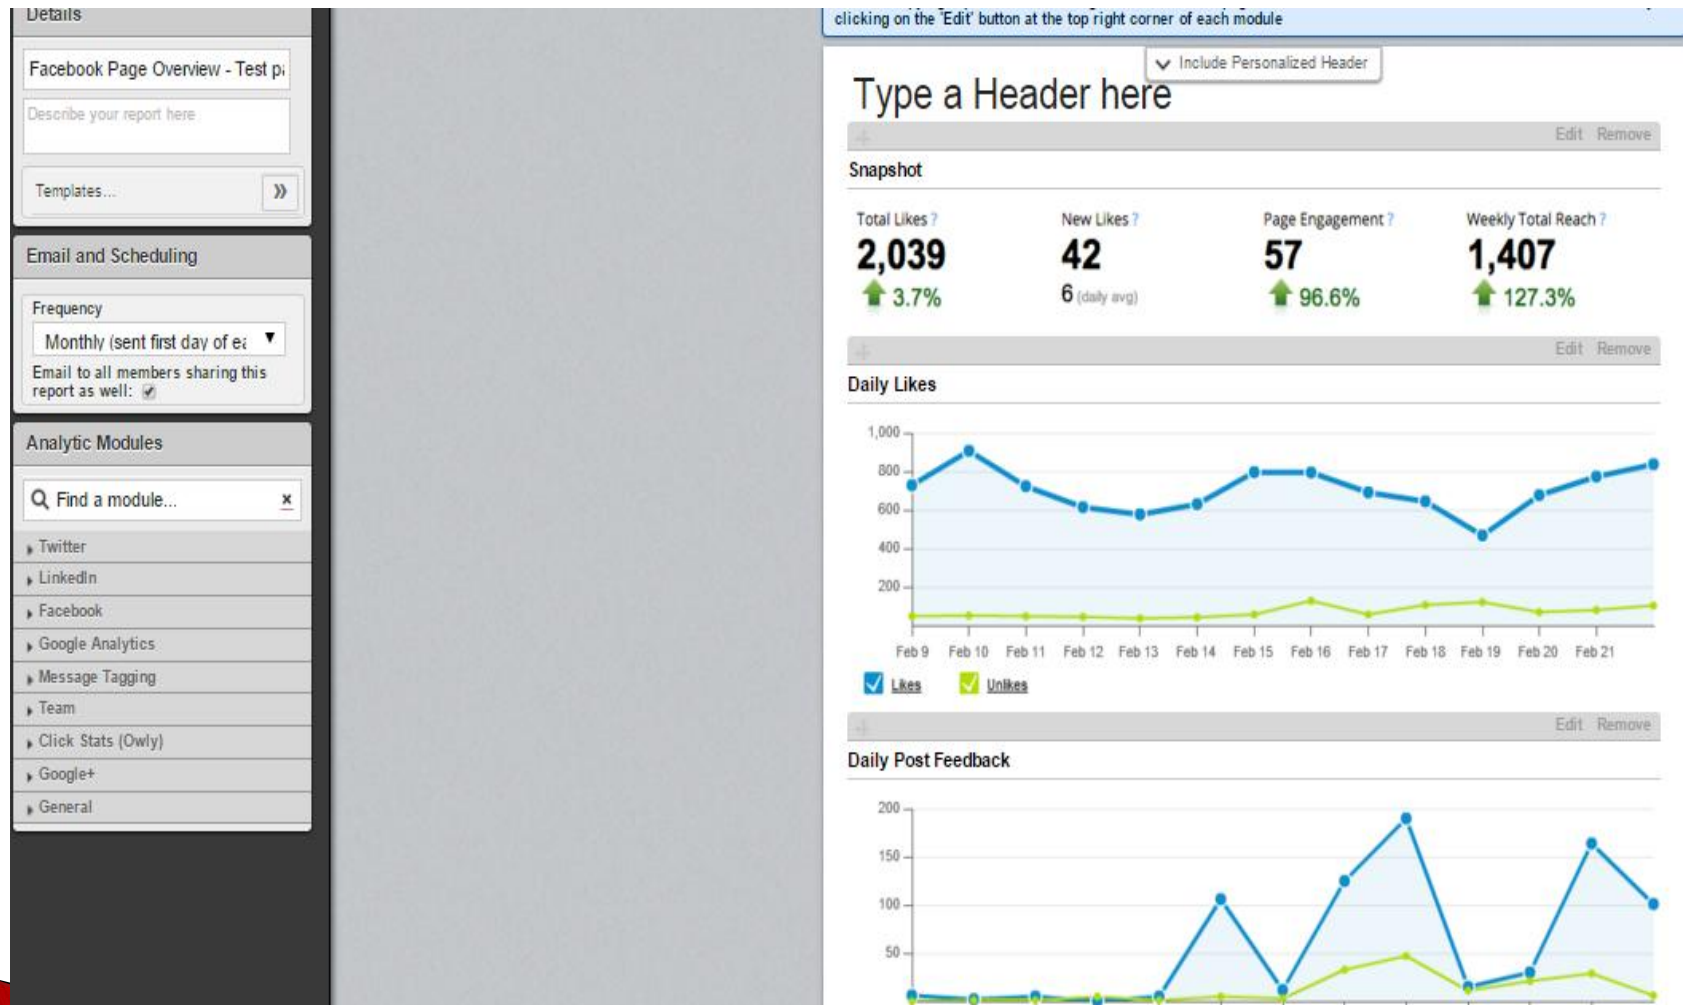 Details
Facebook Page Overview - Test pa
Describe your report here
Templates...
Email and Scheduling
Frequency
Monthly (sent first day of ea
Email to all members sharing this
report as well:
Analytic Modules
Find a module...
x
Twitter
LinkedIn
Facebook
Google Analytics
Message Tagging
Team
Click Stats (Owly)
Google+
General
clicking on the 'Edit' button at the top right corner of each module
Include Personalized Header
Type a Header here
Edit Remove
Snapshot
Total Likes ? New Likes ? Page Engagement ? Weekly Total Reach ?
2,039 42 57 1,407
3.7% 6 (daily avg) 96.6% 127.3%
Edit Remove
Daily Likes
1,000
800
600
400
200
Feb 9 Feb 10 Feb 11 Feb 12 Feb 13 Feb 14 Feb 15 Feb 16 Feb 17 Feb 18 Feb 19 Feb 20 Feb 21
Likes Unlikes
Edit Remove
Daily Post Feedback
200
150
100
50